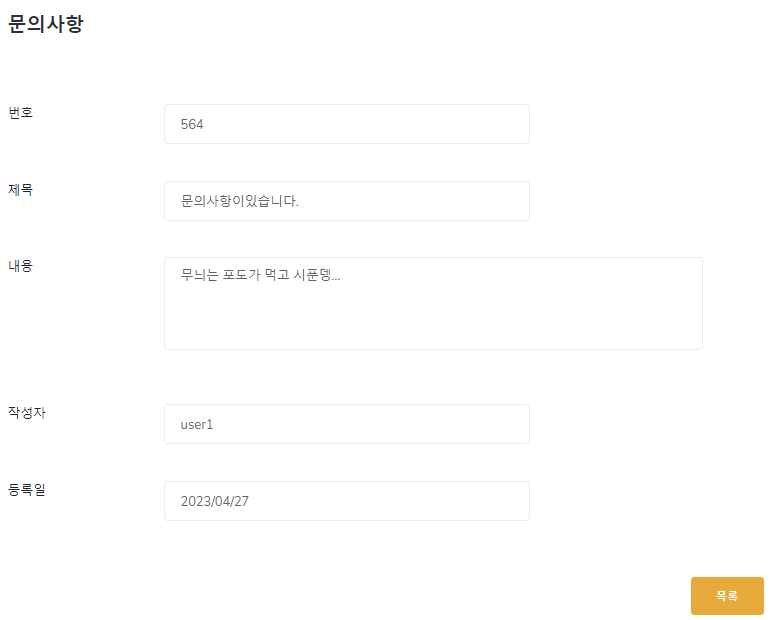 문의사항
번호
564
제목
문의사항이있습니다.
내용
무늬는 포도가 먹고 시푼뎅...
작성자
user1
등록일
2023/04/27
목록